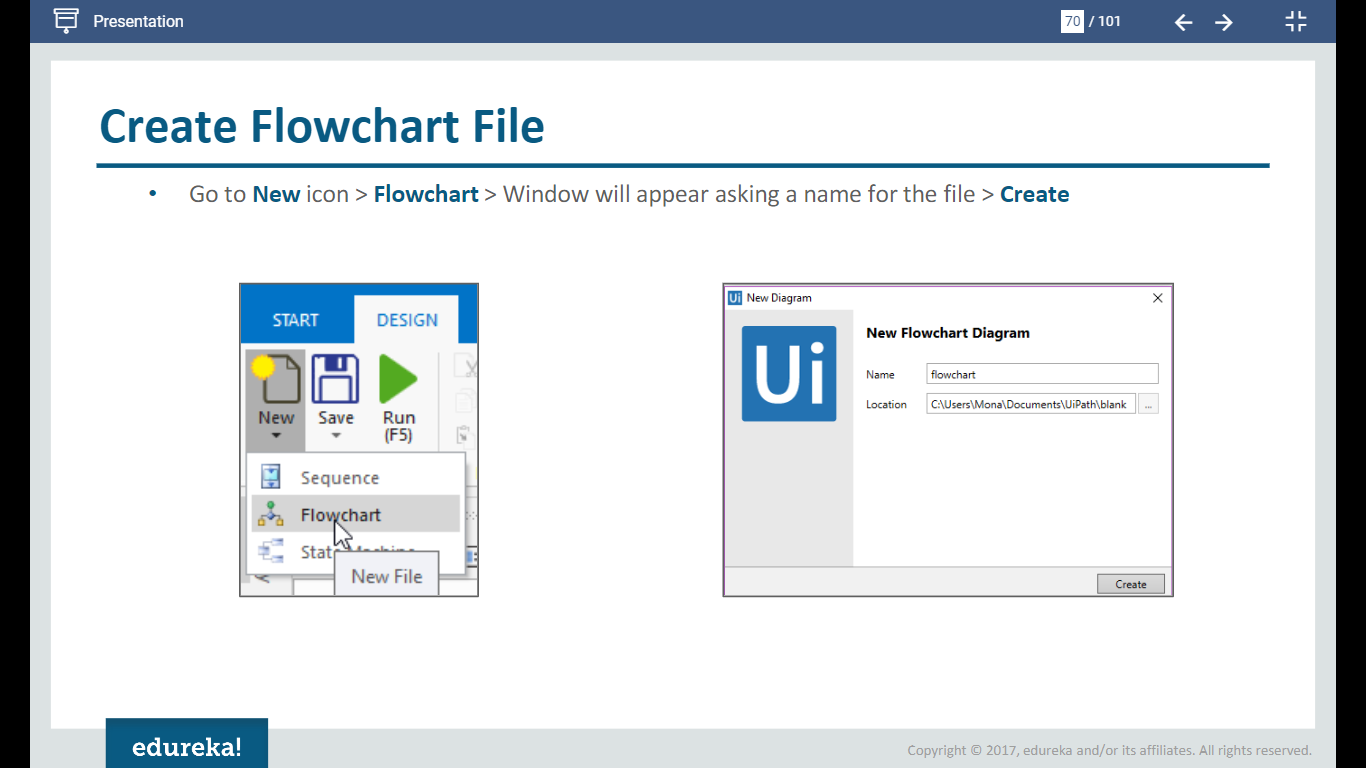 Presentation
70 / 101
Create Flowchart File
• Go to New icon > Flowchart > Window will appear asking a name for the file > Create
START DESIGN
New Save Run
(F5)
Sequence
Flowchart
New File
Ui New Diagram
Ui
New Flowchart Diagram
Name flowchart
Location C:\Users\Mona\Documents\UiPath\blank ...
Create
edureka!
Copyright © 2017, edureka and/or its affiliates. All rights reserved.